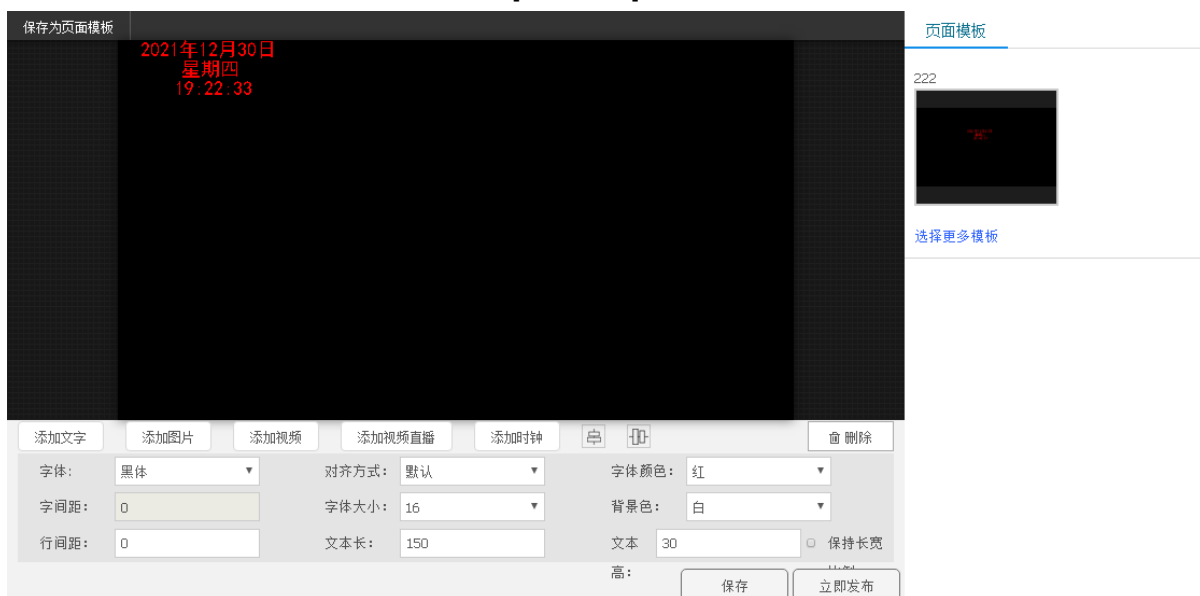 保存为页面模板
页面模板
2021年12月30日
星期四
19:22:33
222
选择更多模板
添加文字 添加图片 添加视频 添加视频直播 添加时钟 删除
字体: 黑体 对齐方式: 默认 字体颜色: 红
字间距: 0 字体大小: 16 背景色: 白
行间距: 0 文本长: 150 文本 30 保持长宽
高:
保存 立即发布